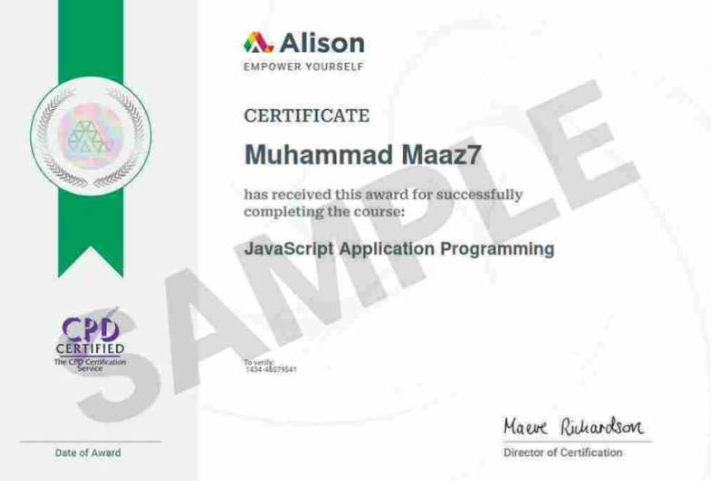 Alison
EMPOWER YOURSELF
CERTIFICATE
Muhammad Maaz7
has received this award for successfully
completing the course:
JavaScript Application Programming
SAMPLE
CPD
CERTIFIED
The CPD Certification
Service
To verify:
1434-46579541
Date of Award
Maeve Richardson
Director of Certification